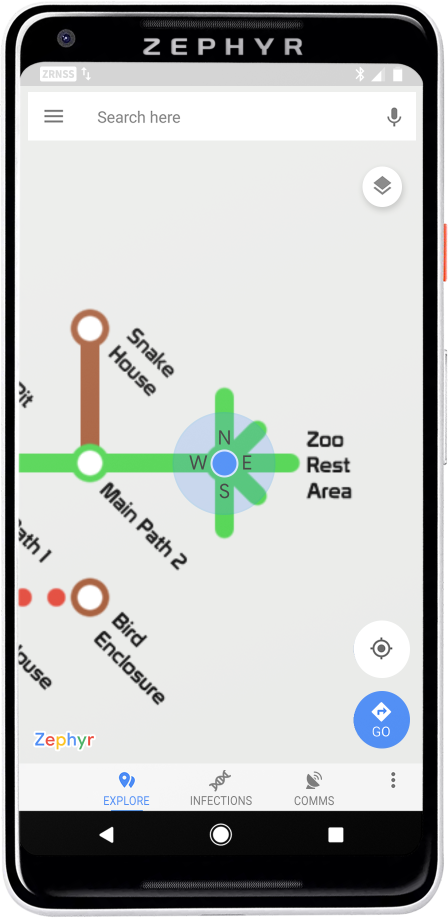 ZEPHYR
ZRNSS
Search here
Snake
House
Pit
N
W E
S
Zoo
Rest
Area
Main Path 2
ath 1
Bird
Enclosure
ouse
Zephyr
GO
EXPLORE INFECTIONS COMMS